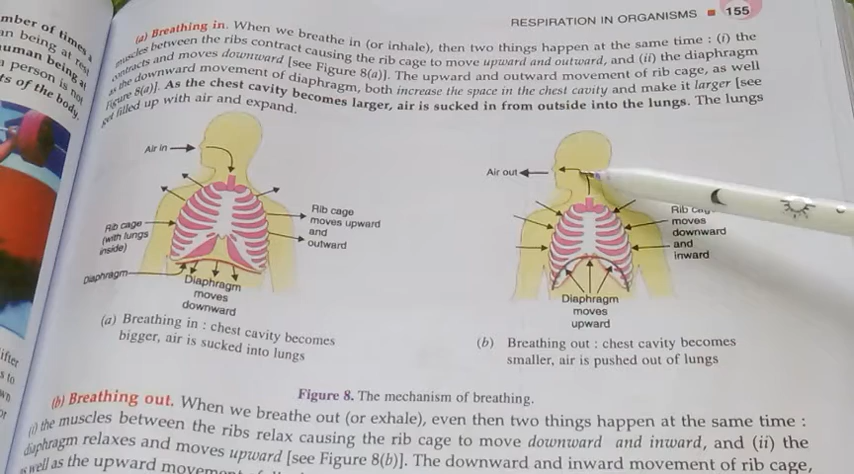 RESPIRATION IN ORGANISMS ■ 155
mber of times a
an being at rest
uman being
a person is not
ts of the body.
(a) Breathing in. When we breathe in (or inhale), then two things happen at the same time : (i) the
muscles between the ribs contract causing the rib cage to move upward and outward, and (ii) the diaphragm
contracts and moves downward [see Figure 8(a)]. The upward and outward movement of rib cage, as well
as the downward movement of diaphragm, both increase the space in the chest cavity and make it larger [see
Figure 8(a)]. As the chest cavity becomes larger, air is sucked in from outside into the lungs. The lungs
get filled up with air and expand.
Air in
Rib cage
(with lungs
inside)
Diaphragm
Rib cage
moves upward
and
outward
Diaphragm
moves
downward
(a) Breathing in : chest cavity becomes
bigger, air is sucked into lungs
Air out
Rib
moves
downward
and
inward
Diaphragm
moves
upward
(b) Breathing out : chest cavity becomes
smaller, air is pushed out of lungs
Figure 8. The mechanism of breathing.
ifter
s to
(b) Breathing out. When we breathe out (or exhale), even then two things happen at the same time :
(i) the muscles between the ribs relax causing the rib cage to move downward and inward, and (ii) the
diaphragm relaxes and moves upward [see Figure 8(b)]. The downward and inward movement of rib cage,
as well as the upward